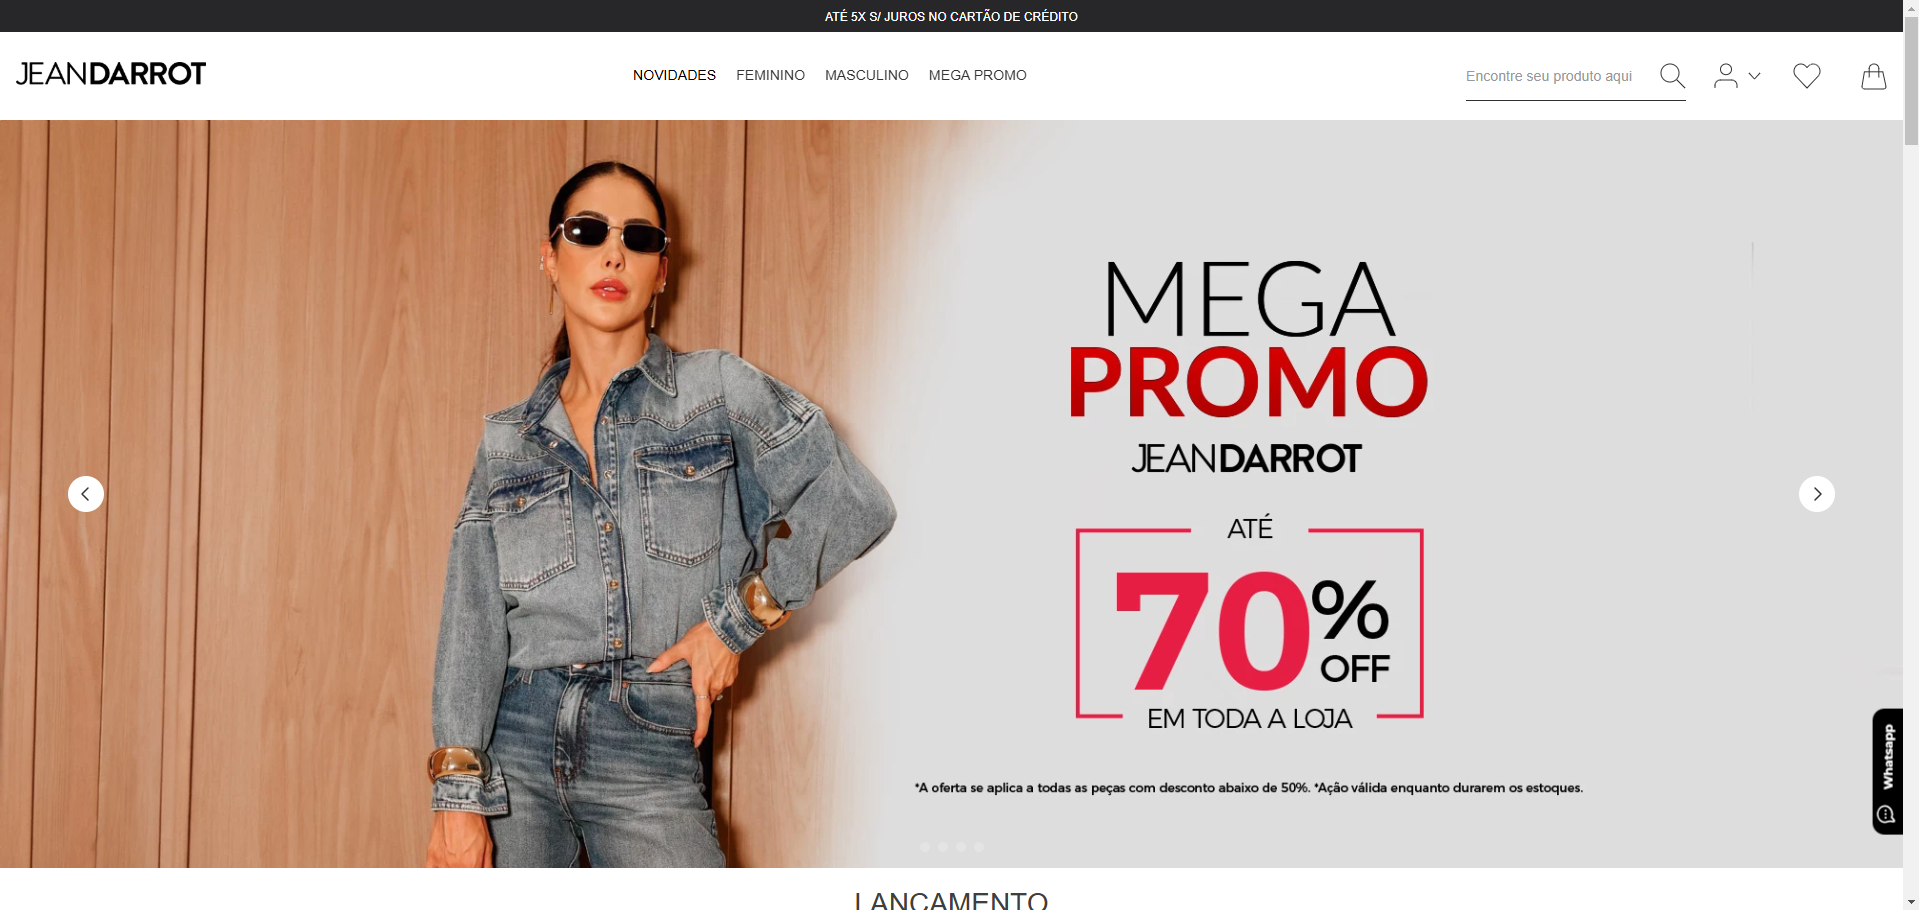 ATÉ 5X S/ JUROS NO CARTÃO DE CRÉDITO
JEANDARROT
NOVIDADES FEMININO MASCULINO MEGA PROMO
Encontre seu produto aqui
MEGA
PROMO
JEANDARROT
ATÉ
70%
OFF
EM TODA A LOJA
*A oferta se aplica a todas as peças com desconto abaixo de 50%. *Ação válida enquanto durarem os estoques.
Whatsapp
LANÇAMENTO